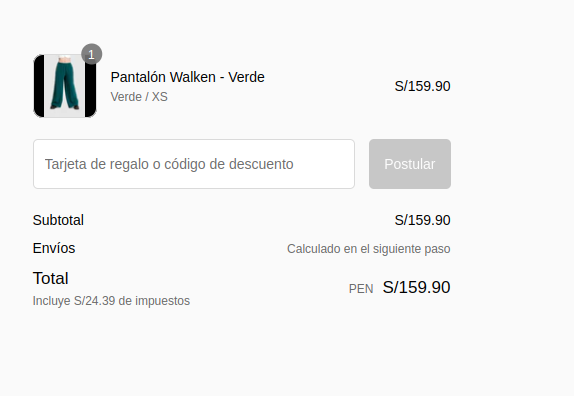 1
Pantalón Walken - Verde
Verde / XS
S/159.90
Tarjeta de regalo o código de descuento
Postular
Subtotal
S/159.90
Envíos
Calculado en el siguiente paso
Total
Incluye S/24.39 de impuestos
PEN S/159.90